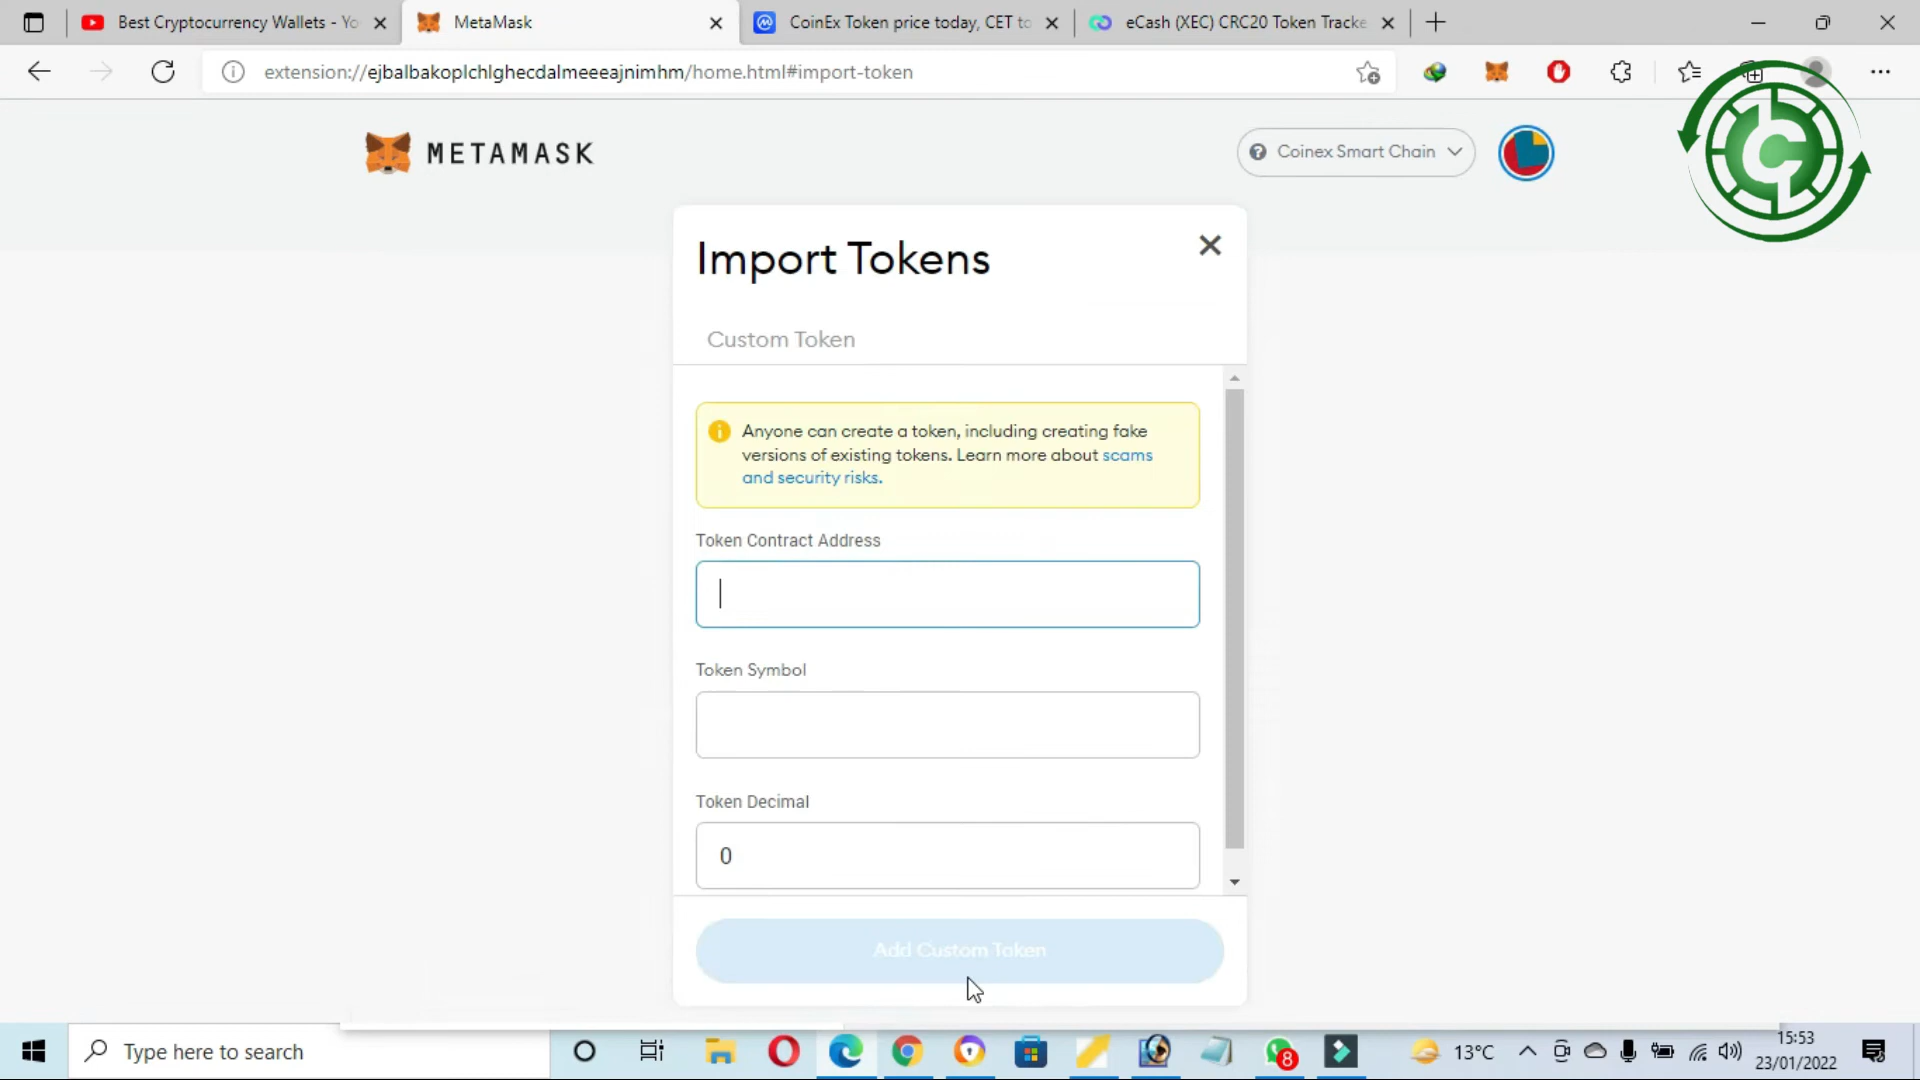 Best Cryptocurrency Wallets - Yo
MetaMask
CoinEx Token price today, CET to
eCash (XEC) CRC20 Token Tracke
extension://ejbalbakoplchlghecdalmeeeajnimhm/home.html#import-token
METAMASK
Coinex Smart Chain
Import Tokens
Custom Token
Anyone can create a token, including creating fake
versions of existing tokens. Learn more about scams
and security risks.
Token Contract Address
Token Symbol
Token Decimal
0
Add Custom Token
Type here to search
8
13°C
15:53
23/01/2022